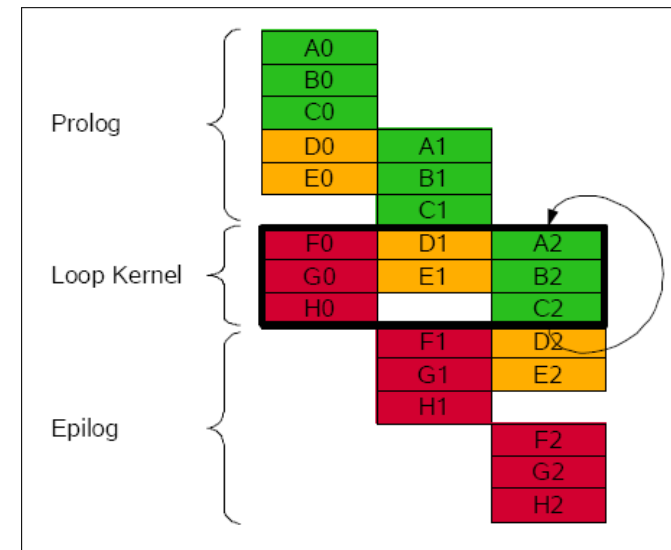 A0
B0
C0
Prolog
D0 A1
E0 B1
C1
F0 D1 A2
Loop Kernel
G0 E1 B2
H0 C2
F1 D2
G1 E2
H1
Epilog
F2
G2
H2